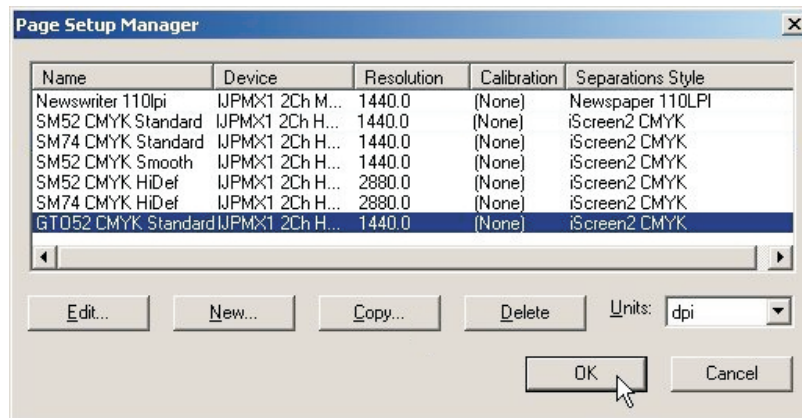 Page Setup Manager
Name Device Resolution Calibration Separations Style
Newswriter 110lpi IJPMX1 2Ch M... 1440.0 (None) Newspaper 110LPI
SM52 CMYK Standard IJPMX1 2Ch H... 1440.0 (None) iScreen2 CMYK
SM74 CMYK Standard IJPMX1 2Ch H... 1440.0 (None) iScreen2 CMYK
SM52 CMYK Smooth IJPMX1 2Ch H... 1440.0 (None) iScreen2 CMYK
SM52 CMYK HiDef IJPMX1 2Ch H... 2880.0 (None) iScreen2 CMYK
SM74 CMYK HiDef IJPMX1 2Ch H... 2880.0 (None) iScreen2 CMYK
GTO52 CMYK Standard IJPMX1 2Ch H... 1440.0 (None) iScreen2 CMYK
Edit... New... Copy... Delete Units: dpi
OK Cancel